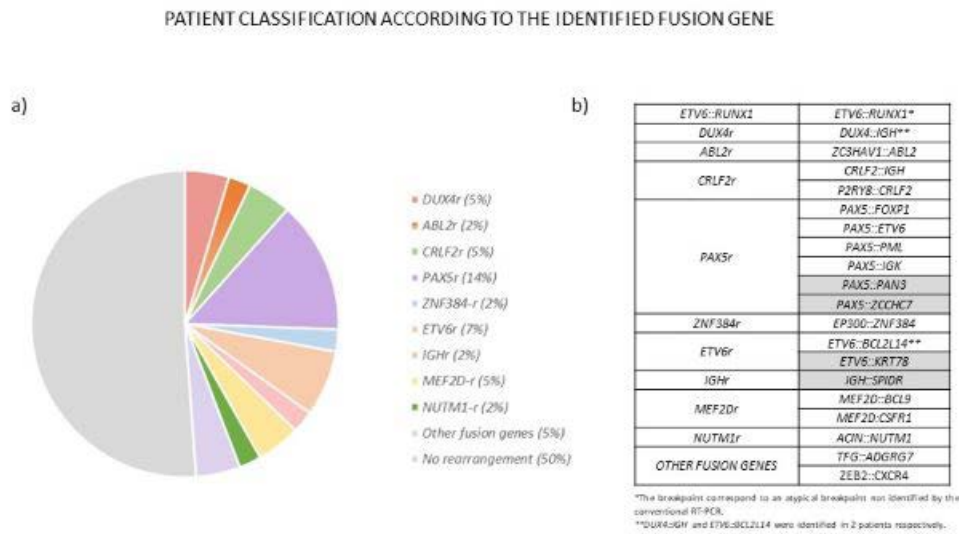 PATIENT CLASSIFICATION ACCORDING TO THE IDENTIFIED FUSION GENE
a)
DUX4r (5%)
ABL2r (2%)
CRLF2r (5%)
PAX5r (14%)
ZNF384-r (2%)
ETV6r (7%)
IGHr (2%)
MEF2D-r (5%)
NUTM1-r (2%)
Other fusion genes (5%)
No rearrangement (50%)
b)
ETV6::RUNX1 ETV6::RUNX1*
DUX4r DUX4::IGH**
ABL2r ZC3HAV1::ABL2
CRLF2r CRLF2::IGH
P2RY8::CRLF2
PAX5r PAX5::FOXP1
PAX5::ETV6
PAX5::PML
PAX5::IGK
PAX5::PAN3
PAX5::ZCCHC7
ZNF384r EP300::ZNF384
ETV6r ETV6::BCL2L14**
ETV6::KRT78
IGHr IGH::SPIDR
MEF2Dr MEF2D::BCL9
MEF2D:CSFR1
NUTM1r ACIN::NUTM1
OTHER FUSION GENES TFG::ADGRG7
ZEB2::CXCR4
*The breakpoint correspond to an atypical breakpoint not identified by the
conventional RT-PCR.
**DUX4::IGH and ETV6::BCL2L14 were identified in 2 patients respectively.